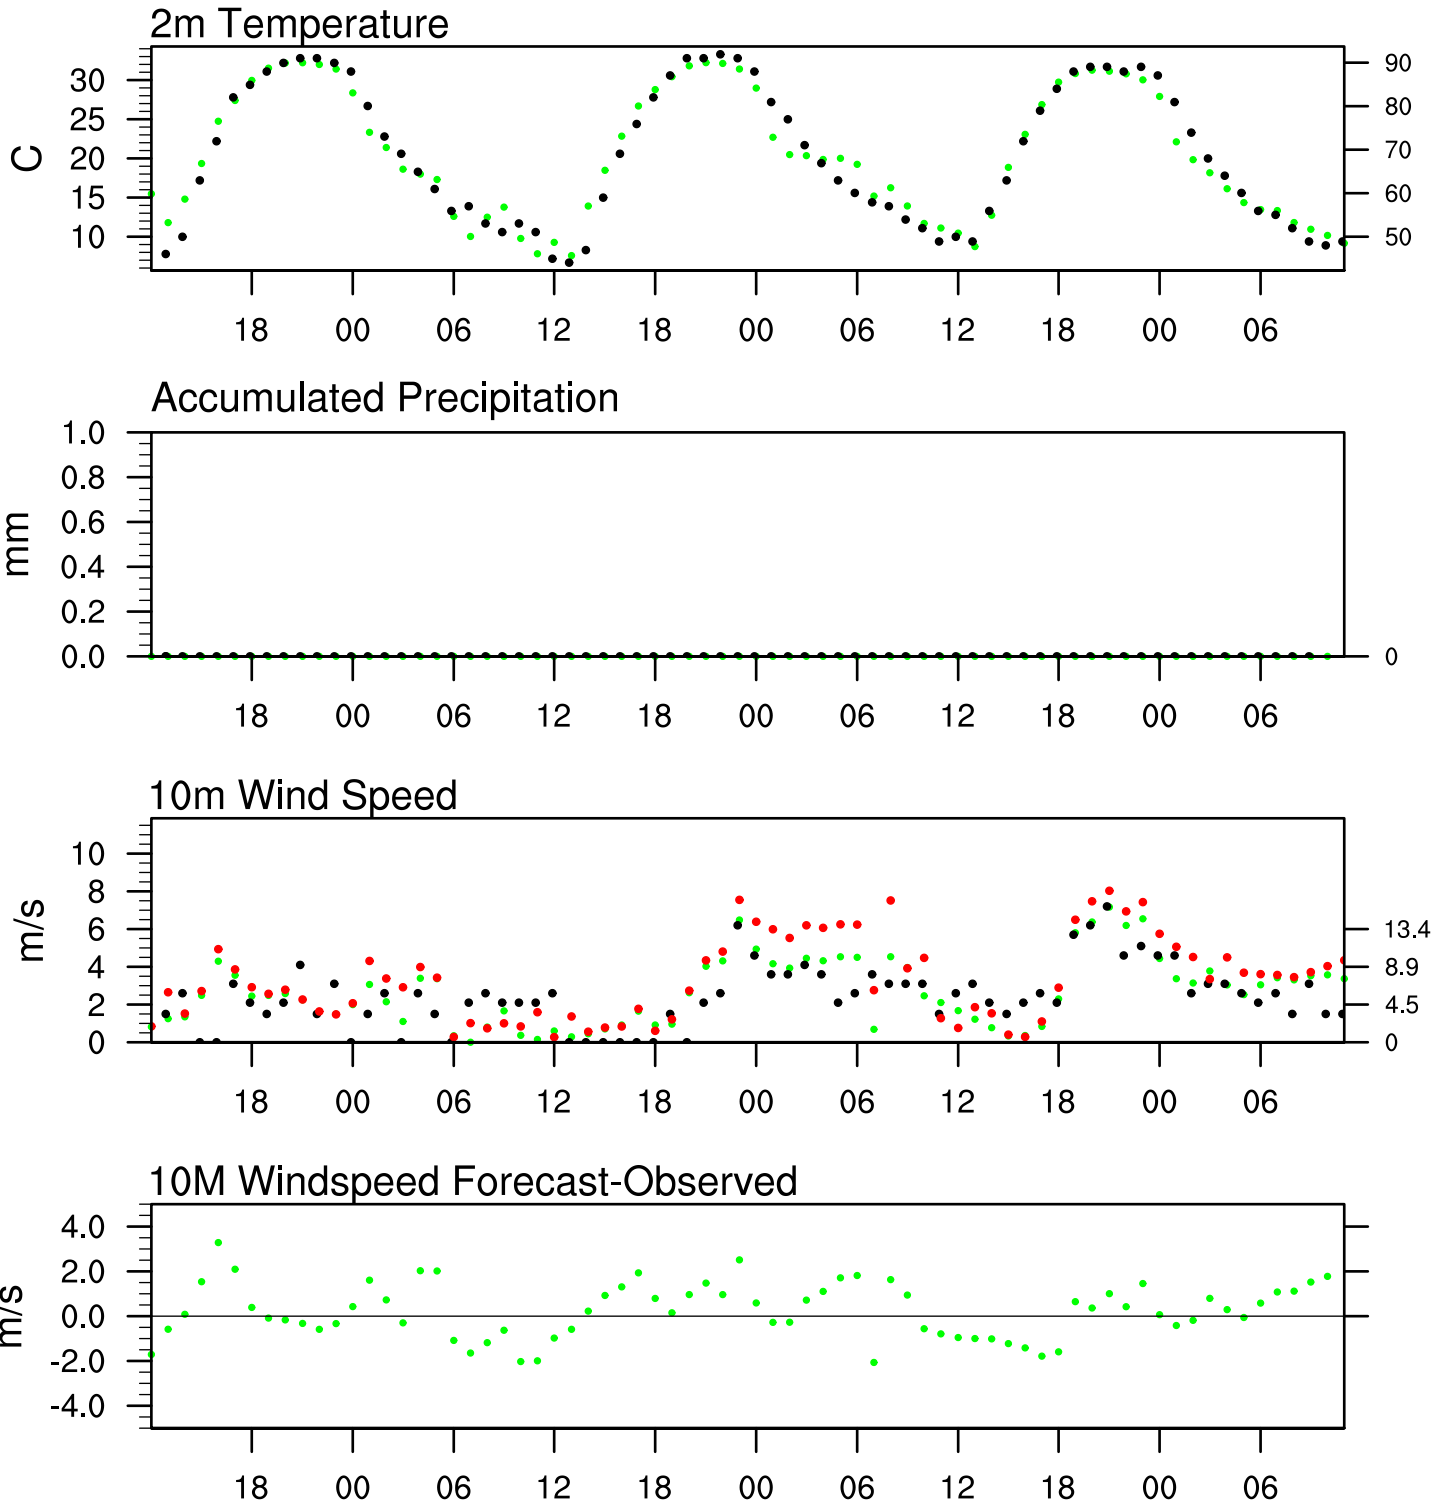 2m Temperature
30
25
20
15
10
C
90
80
70
60
50
18 00 06 12 18 00 06 12 18 00 06
Accumulated Precipitation
1.0
0.8
0.6
0.4
0.2
0.0
mm
0
18 00 06 12 18 00 06 12 18 00 06
10m Wind Speed
10
8
6
4
2
0
m/s
13.4
8.9
4.5
0
18 00 06 12 18 00 06 12 18 00 06
10M Windspeed Forecast-Observed
4.0
2.0
0.0
-2.0
-4.0
m/s
18 00 06 12 18 00 06 12 18 00 06